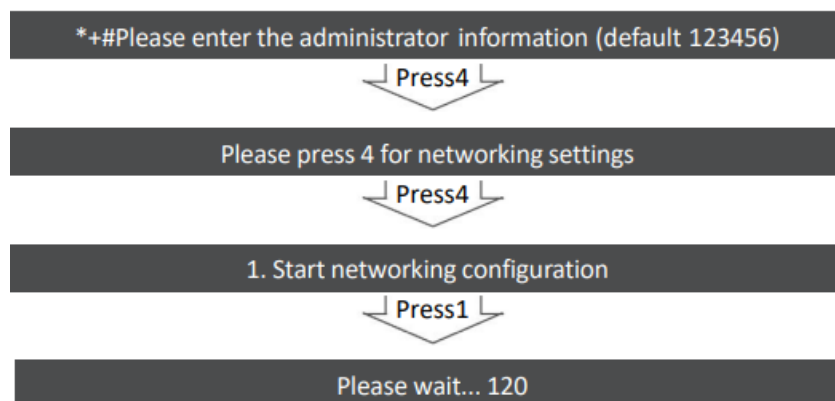 *+#Please enter the administrator information (default 123456)
Press4
Please press 4 for networking settings
Press4
1. Start networking configuration
Press1
Please wait... 120